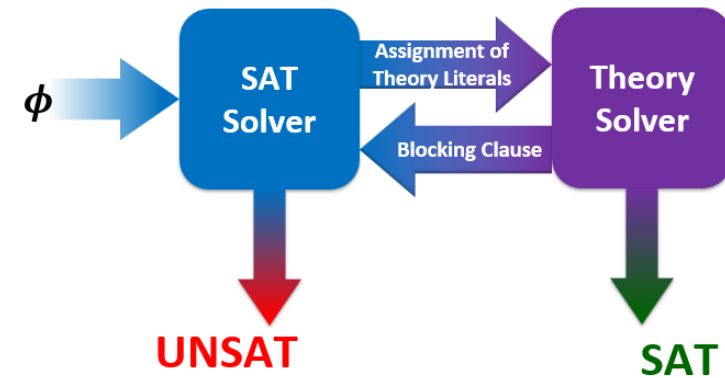 ϕ
SAT
Solver
Assignment of
Theory Literals
Blocking Clause
Theory
Solver
UNSAT
SAT